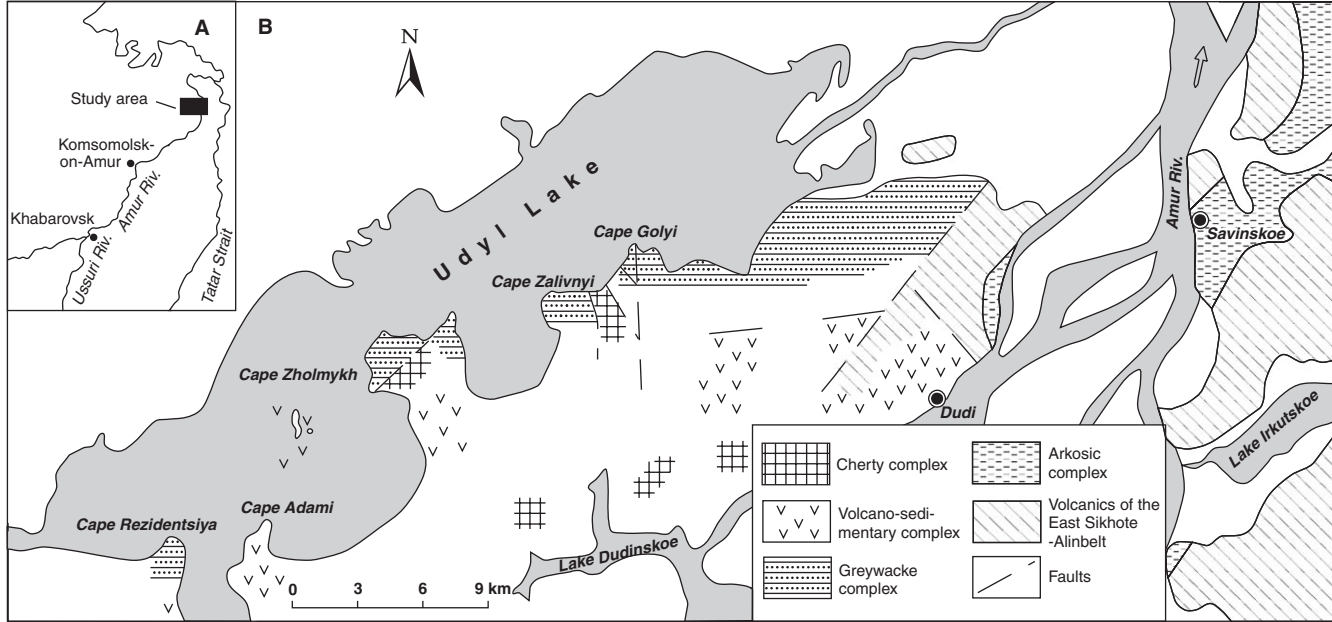 A
B
N
Study area
Komsomolsk-
on-Amur
Amur Riv.
Khabarovsk
Ussuri Riv.
Tatar Strait
Udyl Lake
Amur Riv.
Savinskoe
Cape Golyi
Cape Zalivnyi
Cape Zholmykh
Dudi
Lake Irkutskoe
Cape Adami
Cape Rezidentsiya
Lake Dudinskoe
0 3 6 9 km
Cherty complex
Volcano-sedi-
mentary complex
Greywacke
complex
Arkosic
complex
Volcanics of the
East Sikhote
-Alinbelt
Faults